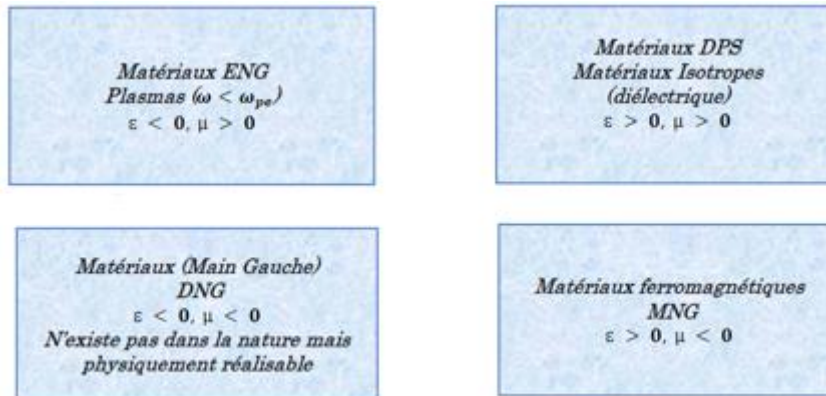 Matériaux ENG
Plasmas (ω < ωpe)
ε < 0, μ > 0
Matériaux DPS
Matériaux Isotropes
(diélectrique)
ε > 0, μ > 0
Matériaux (Main Gauche)
DNG
ε < 0, μ < 0
N'existe pas dans la nature mais
physiquement réalisable
Matériaux ferromagnétiques
MNG
ε > 0, μ < 0